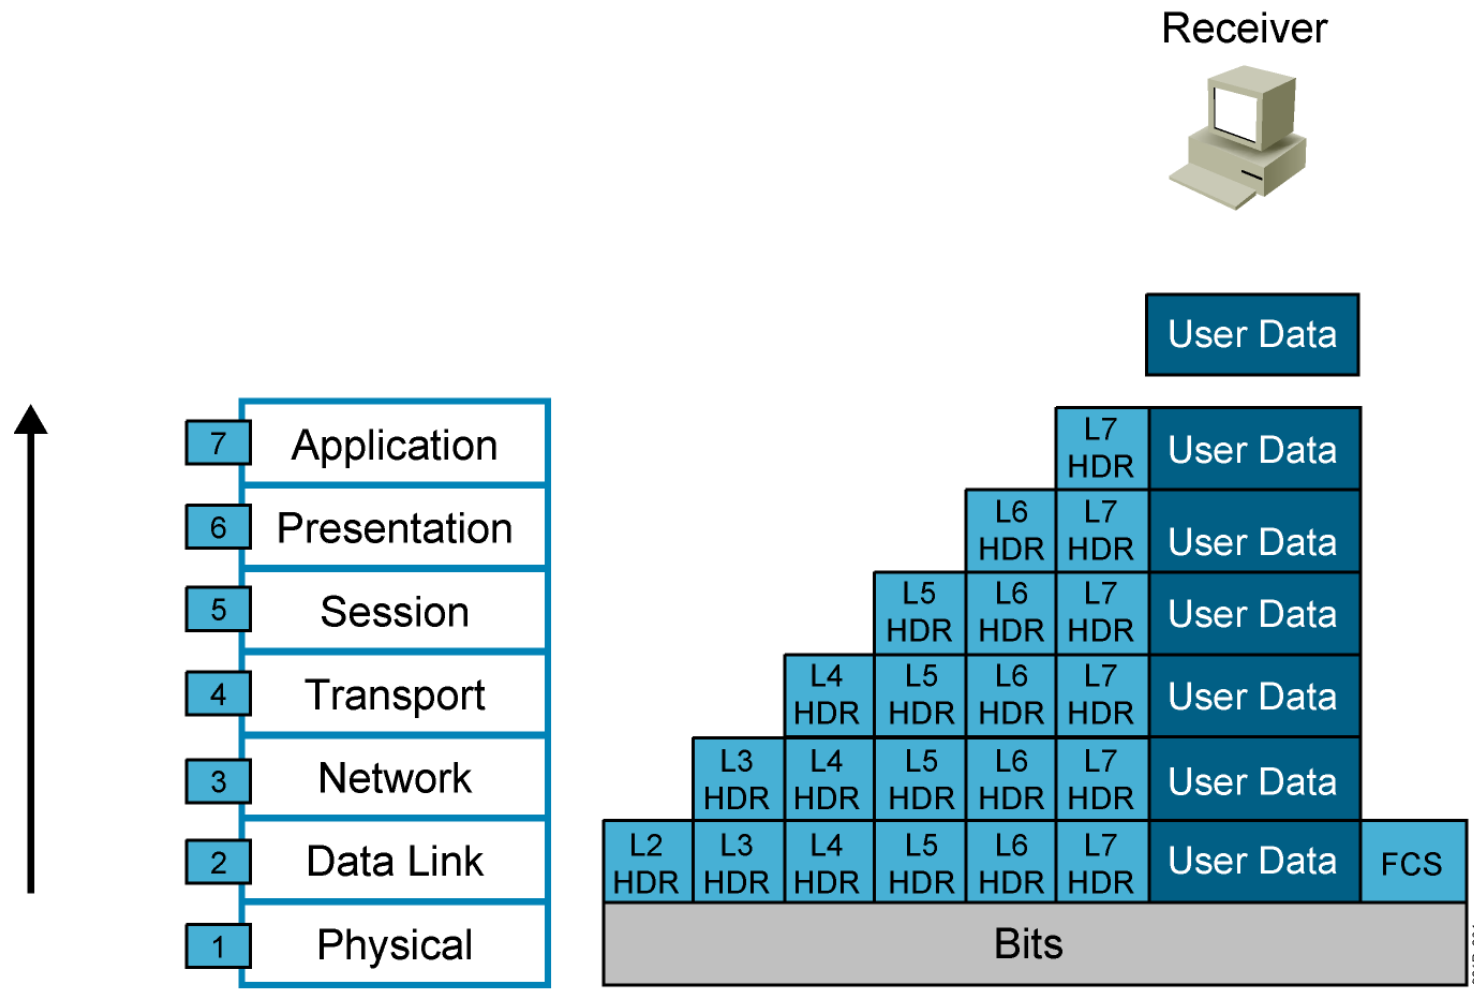 Receiver
User Data
7 Application
L7 HDR User Data
6 Presentation
L6 HDR L7 HDR User Data
5 Session
L5 HDR L6 HDR L7 HDR User Data
4 Transport
L4 HDR L5 HDR L6 HDR L7 HDR User Data
3 Network
L3 HDR L4 HDR L5 HDR L6 HDR L7 HDR User Data
2 Data Link
L2 HDR L3 HDR L4 HDR L5 HDR L6 HDR L7 HDR User Data FCS
1 Physical
Bits